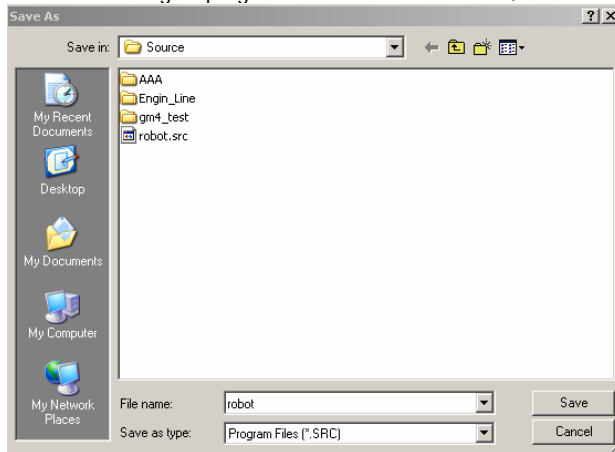 Save As
Save in:
Source
AAA
Engin_Line
gm4_test
robot.src
My Recent
Documents
Desktop
My Documents
My Computer
My Network
Places
File name:
robot
Save
Save as type:
Program Files (*.SRC)
Cancel